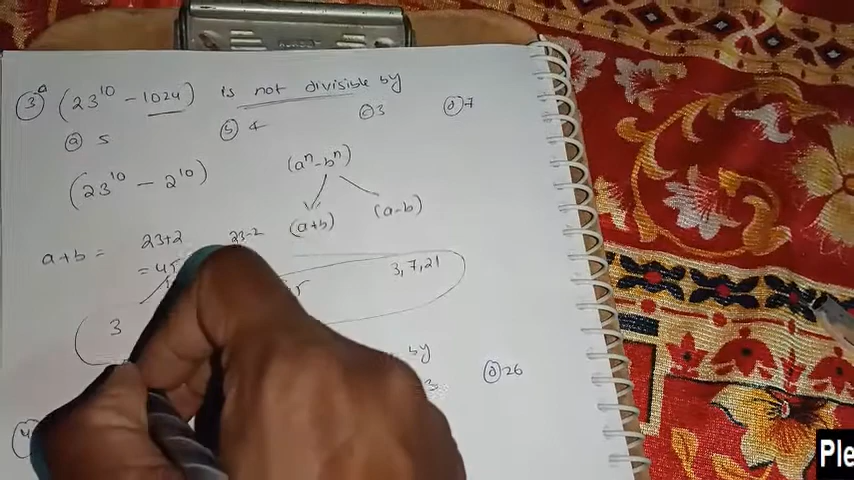 3 (23¹⁰ - 1024) is not divisible by
a 5 b 4 c 3 d 7
(23¹⁰ - 2¹⁰) (aⁿ-bⁿ)
(a+b) (a-b)
a+b = 23+2 23-2
=45 3, 7, 21
3
by
d 26
Ple